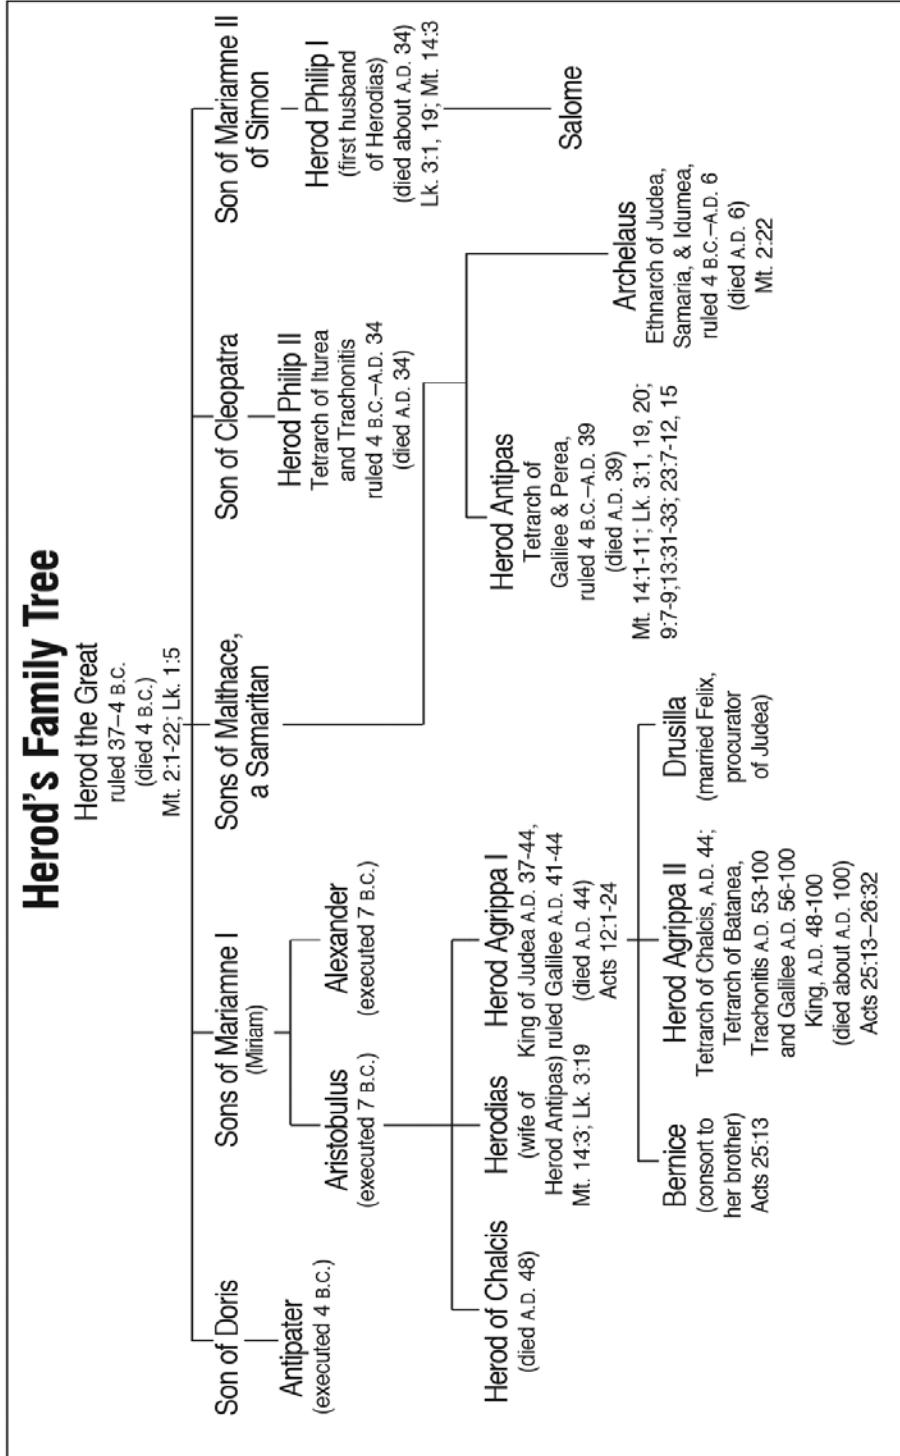 Herod's Family Tree
Herod the Great
ruled 37–4 B.C.
(died 4 B.C.)
Mt. 2:1-22; Lk. 1:5
Son of Doris
Antipater
(executed 4 B.C.)
Sons of Mariamne I
(Miriam)
Aristobulus
(executed 7 B.C.)
Alexander
(executed 7 B.C.)
Herod of Chalcis
(died A.D. 48)
Herodias
(wife of
Herod Antipas)
Mt. 14:3; Lk. 3:19
Herod Agrippa I
King of Judea A.D. 37-44,
ruled Galilee A.D. 41-44
(died A.D. 44)
Acts 12:1-24
Bernice
(consort to
her brother)
Acts 25:13
Herod Agrippa II
Tetrarch of Chalcis, A.D. 44;
Tetrarch of Batanea,
Trachonitis A.D. 53-100
and Galilee A.D. 56-100
King, A.D. 48-100
(died about A.D. 100)
Acts 25:13–26:32
Drusilla
(married Felix,
procurator
of Judea)
Sons of Malthace,
a Samaritan
Herod Antipas
Tetrarch of
Galilee & Perea,
ruled 4 B.C.–A.D. 39
(died A.D. 39)
Mt. 14:1-11; Lk. 3:1, 19, 20;
9:7-9;13:31-33; 23:7-12, 15
Archelaus
Ethnarch of Judea,
Samaria, & Idumea,
ruled 4 B.C.–A.D. 6
(died A.D. 6)
Mt. 2:22
Son of Cleopatra
Herod Philip II
Tetrarch of Iturea
and Trachonitis
ruled 4 B.C.–A.D. 34
(died A.D. 34)
Son of Mariamne II
of Simon
Herod Philip I
(first husband
of Herodias)
(died about A.D. 34)
Lk. 3:1, 19; Mt. 14:3
Salome